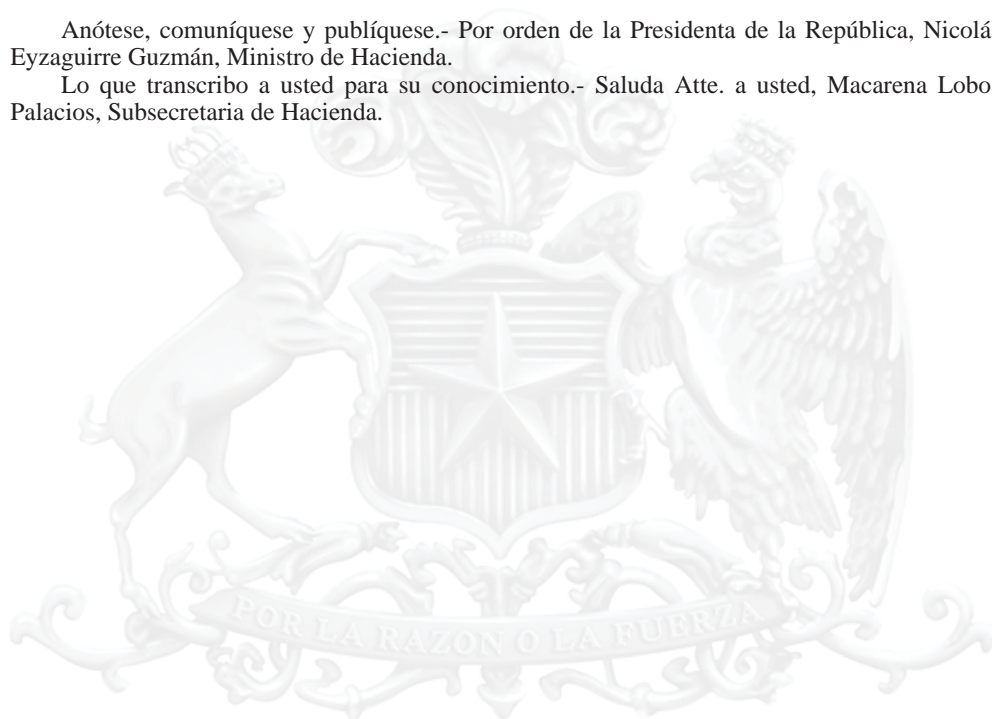 Anótese, comuníquese y publíquese.- Por orden de la Presidenta de la República, Nicolá
Eyzaguirre Guzmán, Ministro de Hacienda.
Lo que transcribo a usted para su conocimiento.- Saluda Atte. a usted, Macarena Lobo
Palacios, Subsecretaria de Hacienda.
POR LA RAZON O LA FUERZA